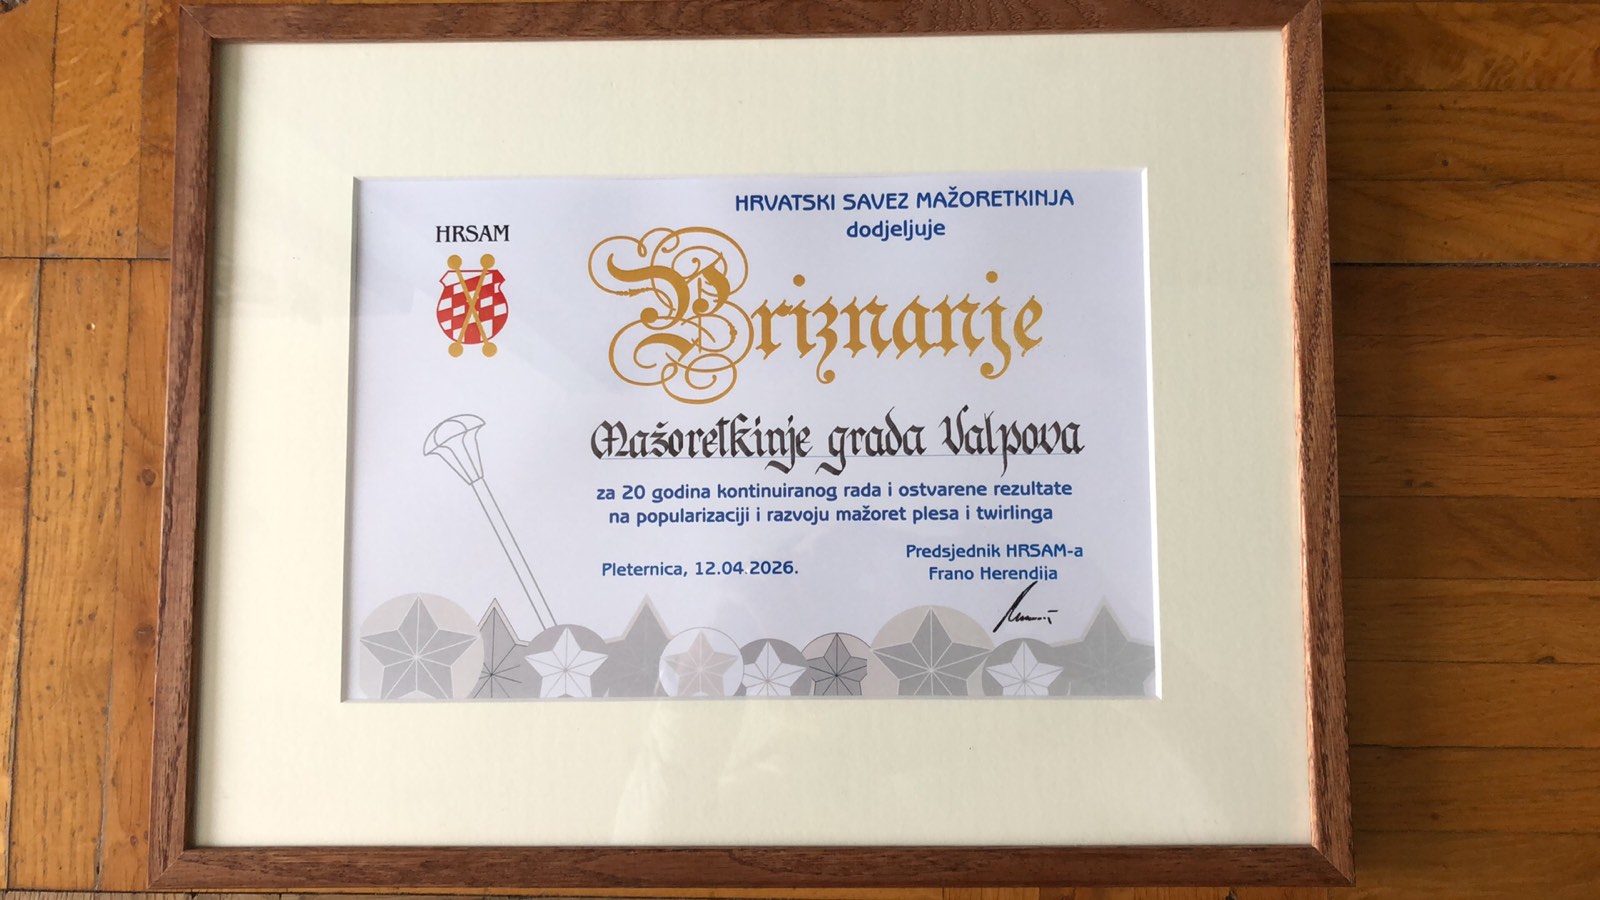 HRVATSKI SAVEZ MAŽORETKINJA
dodjeljuje
HRSAM
Priznanje
Mažoretkinje grada Valpova
za 20 godina kontinuiranog rada i ostvarene rezultate
na popularizaciji i razvoju mažoret plesa i twirlinga
Pleternica, 12.04.2026.
Predsjednik HRSAM-a
Frano Herendija